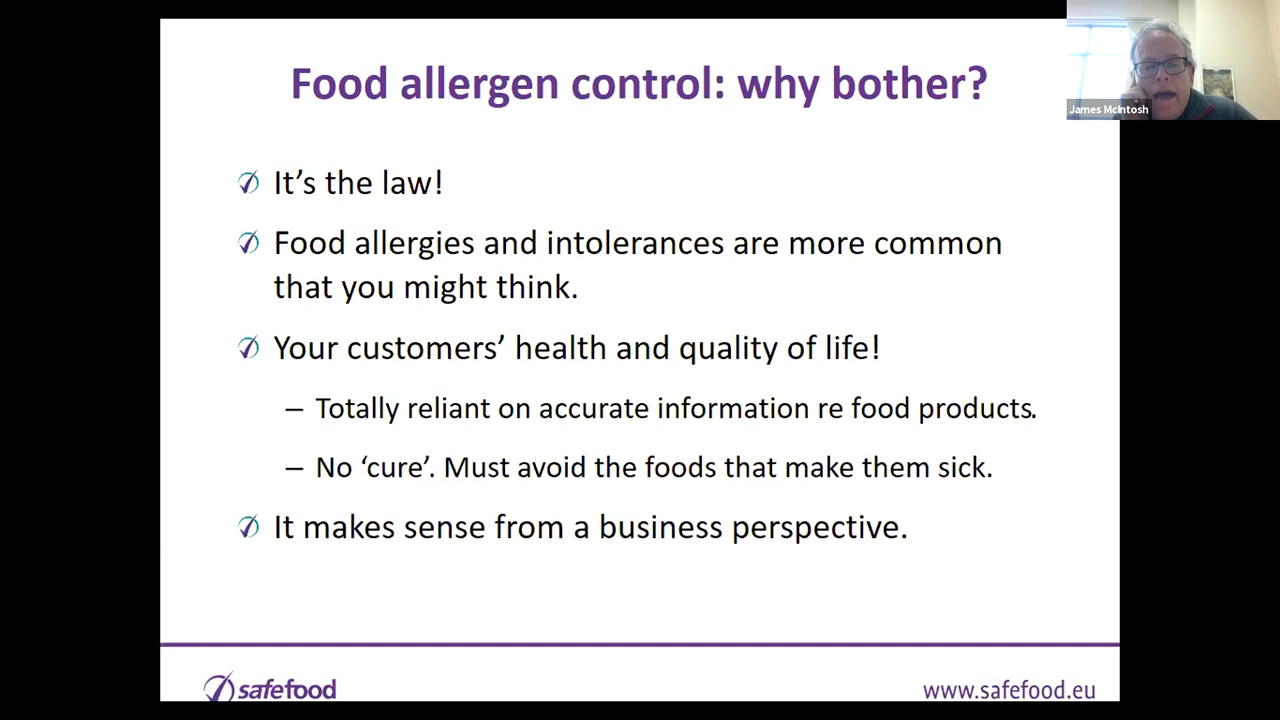 Food allergen control: why bother?
James McIntosh
It's the law!
Food allergies and intolerances are more common
that you might think.
Your customers' health and quality of life!
– Totally reliant on accurate information re food products.
– No 'cure'. Must avoid the foods that make them sick.
It makes sense from a business perspective.
safefood
www.safefood.eu